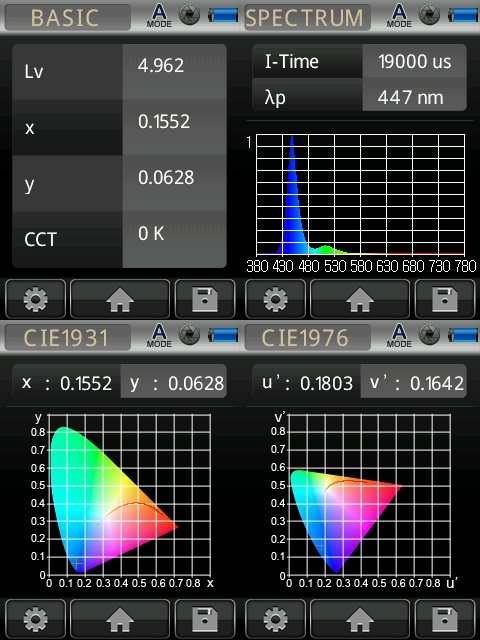 BASIC A MODE
Lv 4.962
x 0.1552
y 0.0628
CCT 0 K
SPECTRUM A MODE
I-Time 19000 us
λp 447 nm
1
380 430 480 530 580 630 680 730 780
CIE1931 A MODE
x : 0.1552 y : 0.0628
y
0.8
0.7
0.6
0.5
0.4
0.3
0.2
0.1
0
0 0.1 0.2 0.3 0.4 0.5 0.6 0.7 0.8 x
CIE1976 A MODE
u' : 0.1803 v' : 0.1642
v'
0.8
0.7
0.6
0.5
0.4
0.3
0.2
0.1
0
0 0.1 0.2 0.3 0.4 0.5 0.6 0.7 0.8 u'